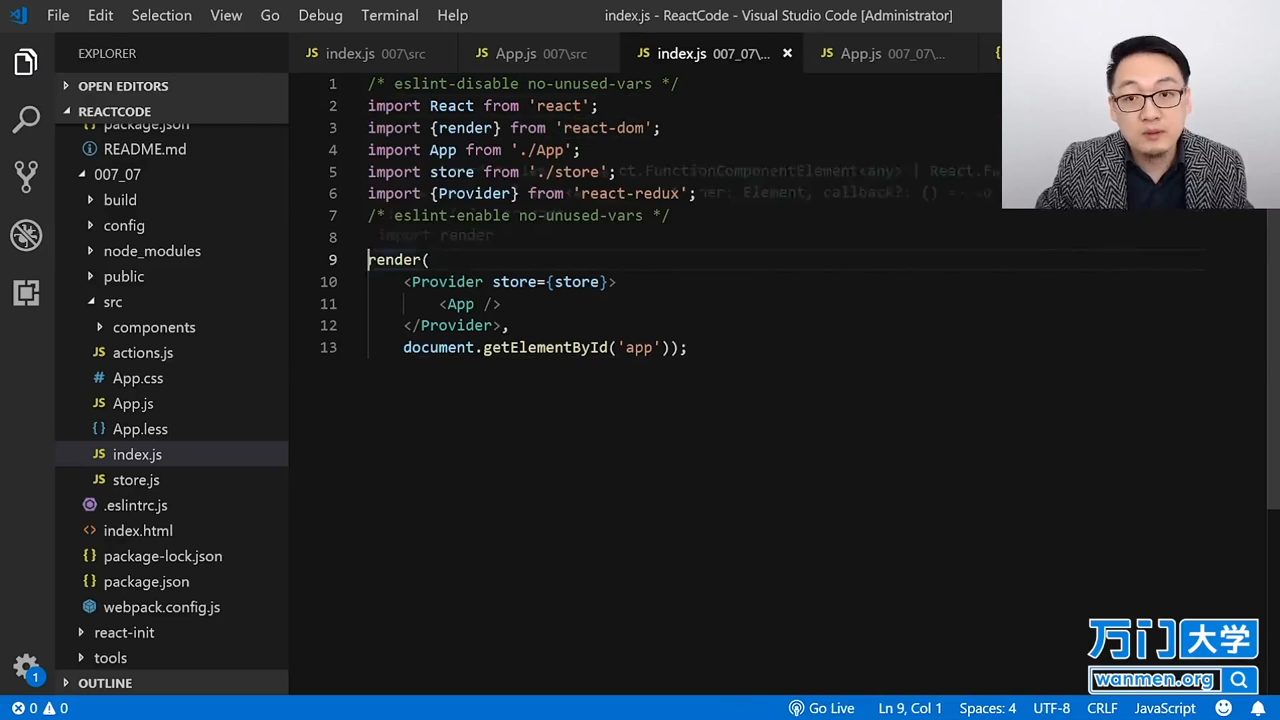 File Edit Selection View Go Debug Terminal Help
index.js - ReactCode - Visual Studio Code [Administrator]
EXPLORER
OPEN EDITORS
REACTCODE
package.json
README.md
007_07
build
config
node_modules
public
src
components
actions.js
App.css
App.js
App.less
index.js
store.js
.eslintrc.js
index.html
package-lock.json
package.json
webpack.config.js
react-init
tools
OUTLINE
index.js 007\src
App.js 007\src
index.js 007_07\...
App.js 007_07\...
1 /* eslint-disable no-unused-vars */
2 import React from 'react';
3 import {render} from 'react-dom';
4 import App from './App';
5 import store from './store';
6 import {Provider} from 'react-redux';
7 /* eslint-enable no-unused-vars */
8
9 render(
10 <Provider store={store}>
11 <App />
12 </Provider>,
13 document.getElementById('app'));
import render
万门大学
wanmen.org
1
0 0 Go Live Ln 9, Col 1 Spaces: 4 UTF-8 CRLF JavaScript